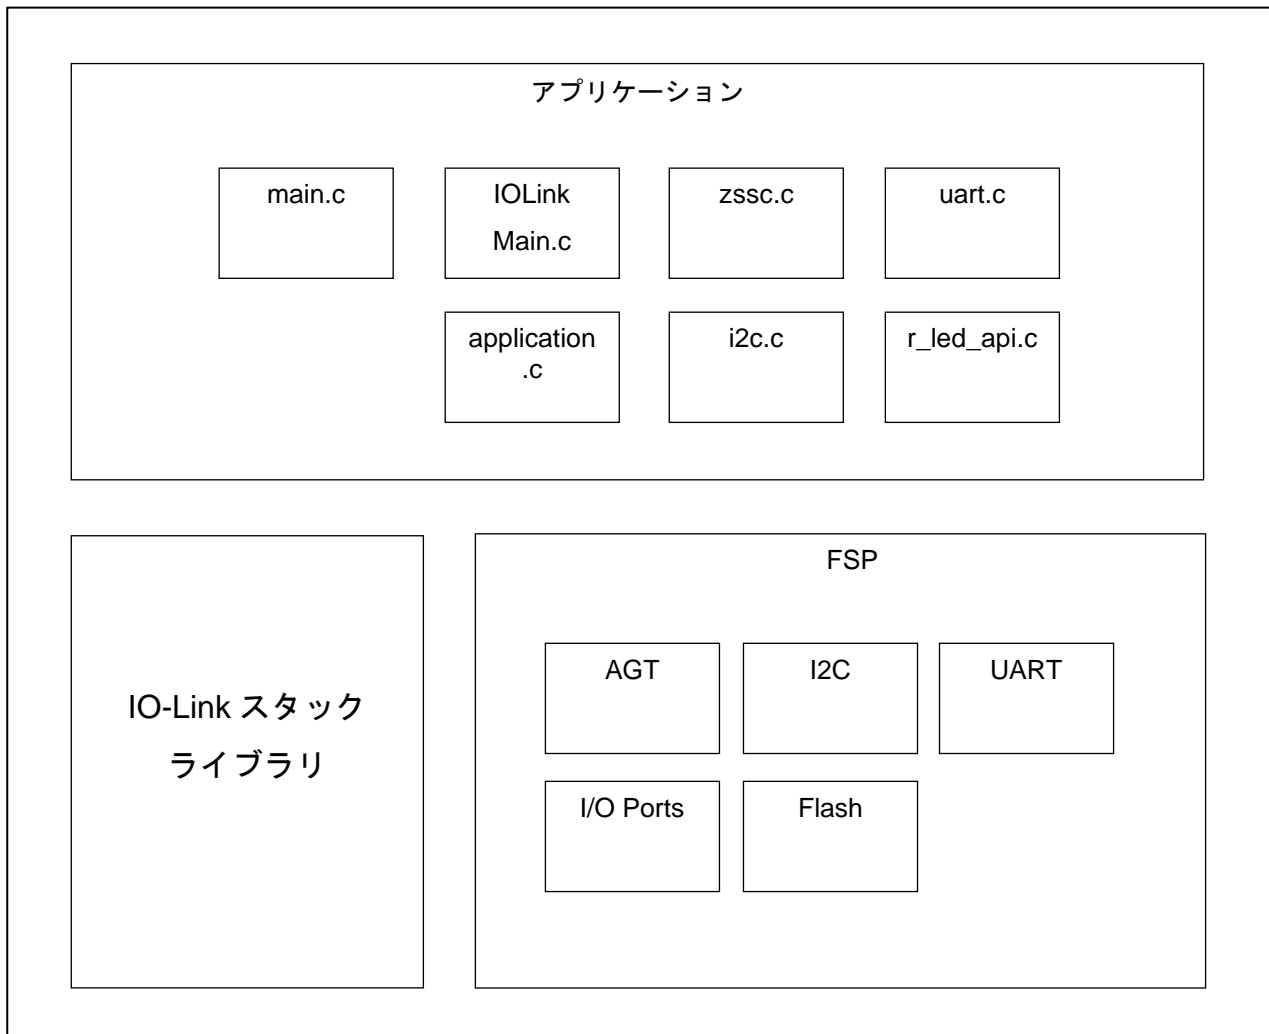 アプリケーション
main.c
IOLink
Main.c
zssc.c
uart.c
application
.c
i2c.c
r_led_api.c
IO-Link スタック
ライブラリ
FSP
AGT
I2C
UART
I/O Ports
Flash